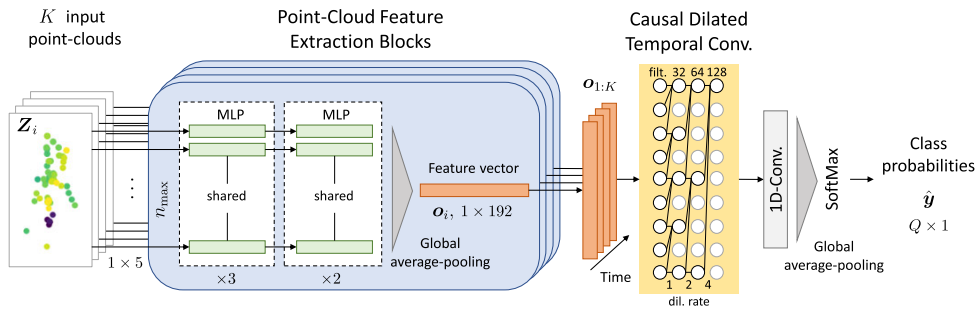 K input
point-clouds
Z_i
n_max
1 × 5
Point-Cloud Feature
Extraction Blocks
MLP
shared
×3
MLP
shared
×2
Feature vector
o_i, 1 × 192
Global
average-pooling
o_{1:K}
Time
Causal Dilated
Temporal Conv.
filt. 32 64 128
1 2 4
dil. rate
1D-Conv.
SoftMax
Global
average-pooling
Class
probabilities
ŷ
Q × 1